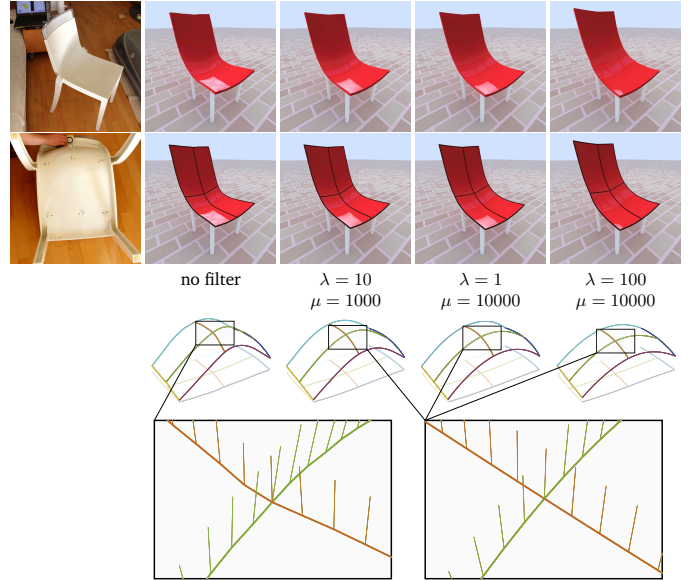 no filter
λ = 10
μ = 1000
λ = 1
μ = 10000
λ = 100
μ = 10000